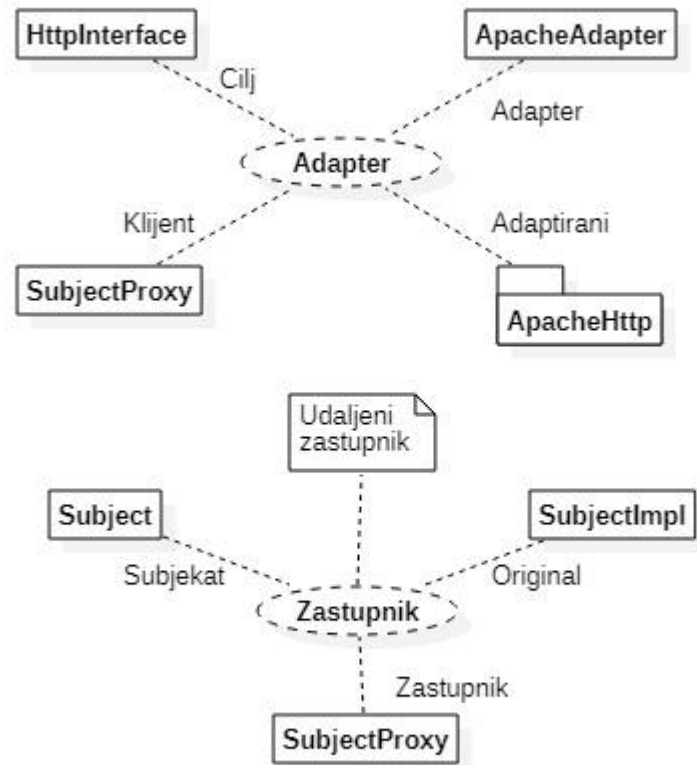 HttpInterface
ApacheAdapter
Cilj
Adapter
Adapter
Klijent
Adaptirani
SubjectProxy
ApacheHttp
Udaljeni
zastupnik
Subject
SubjectImpl
Subjekat
Original
Zastupnik
Zastupnik
SubjectProxy